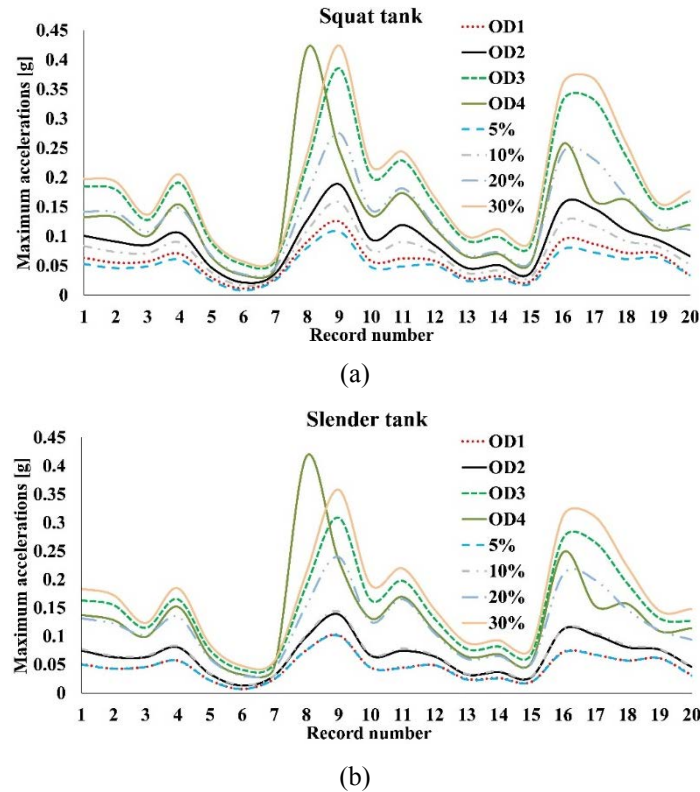 Squat tank
Maximum accelerations [g]
0.45
0.4
0.35
0.3
0.25
0.2
0.15
0.1
0.05
0
OD1
OD2
OD3
OD4
5%
10%
20%
30%
1 2 3 4 5 6 7 8 9 10 11 12 13 14 15 16 17 18 19 20
Record number
(a)
Slender tank
Maximum accelerations [g]
0.45
0.4
0.35
0.3
0.25
0.2
0.15
0.1
0.05
0
OD1
OD2
OD3
OD4
5%
10%
20%
30%
1 2 3 4 5 6 7 8 9 10 11 12 13 14 15 16 17 18 19 20
Record number
(b)